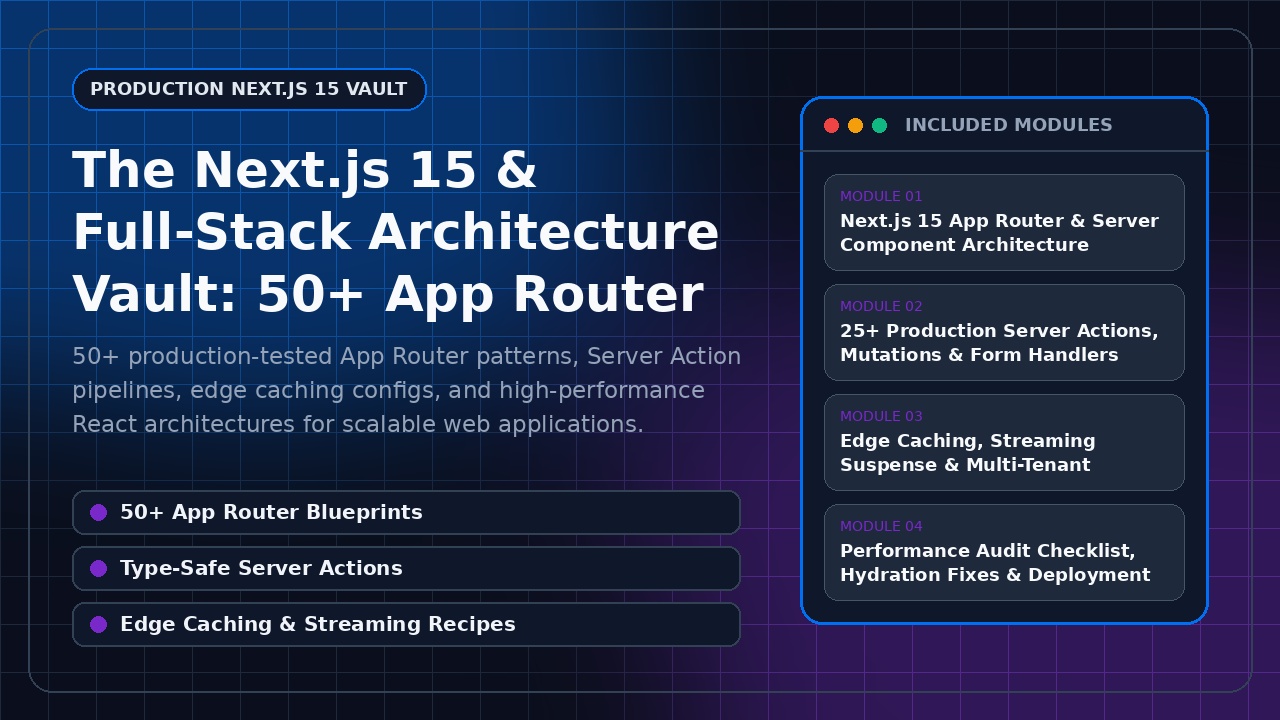 PRODUCTION NEXT.JS 15 VAULT
The Next.js 15 &
Full-Stack Architecture
Vault: 50+ App Router
50+ production-tested App Router patterns, Server Action
pipelines, edge caching configs, and high-performance
React architectures for scalable web applications.
50+ App Router Blueprints
Type-Safe Server Actions
Edge Caching & Streaming Recipes
INCLUDED MODULES
MODULE 01
Next.js 15 App Router & Server
Component Architecture
MODULE 02
25+ Production Server Actions,
Mutations & Form Handlers
MODULE 03
Edge Caching, Streaming
Suspense & Multi-Tenant
MODULE 04
Performance Audit Checklist,
Hydration Fixes & Deployment